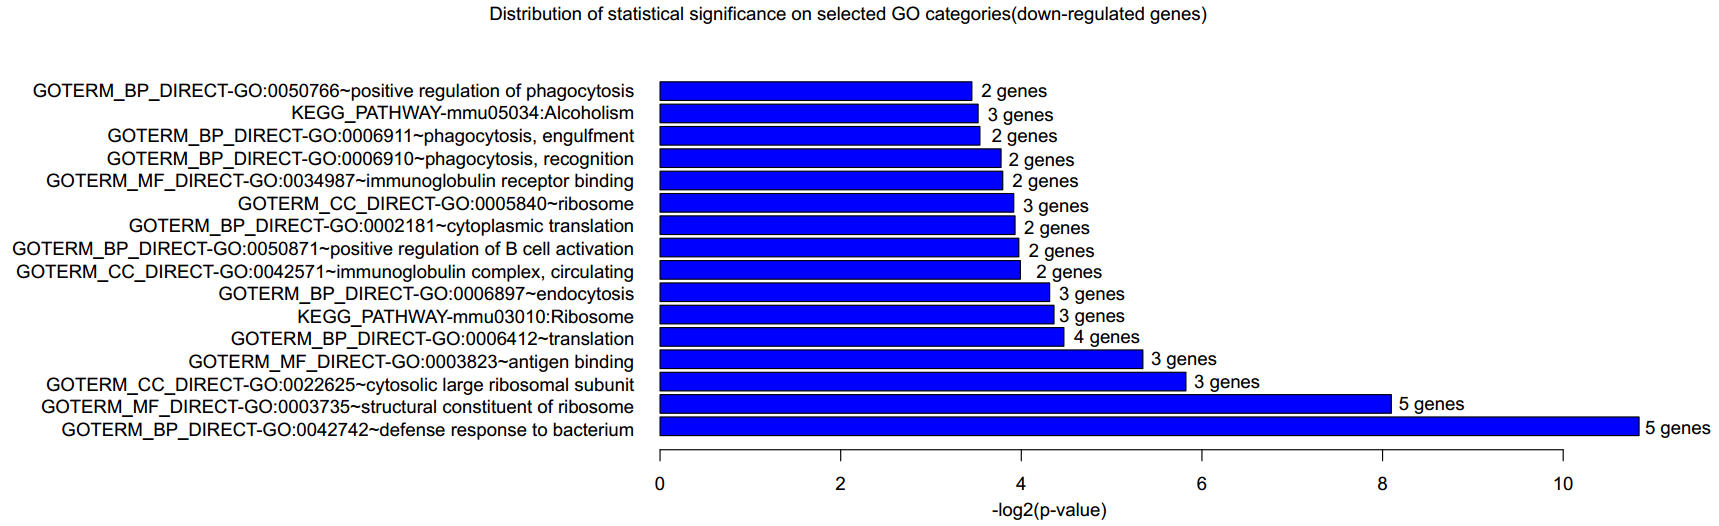 Distribution of statistical significance on selected GO categories(down-regulated genes)
GOTERM_BP_DIRECT-GO:0050766~positive regulation of phagocytosis 2 genes
KEGG_PATHWAY-mmu05034:Alcoholism 3 genes
GOTERM_BP_DIRECT-GO:0006911~phagocytosis, engulfment 2 genes
GOTERM_BP_DIRECT-GO:0006910~phagocytosis, recognition 2 genes
GOTERM_MF_DIRECT-GO:0034987~immunoglobulin receptor binding 2 genes
GOTERM_CC_DIRECT-GO:0005840~ribosome 3 genes
GOTERM_BP_DIRECT-GO:0002181~cytoplasmic translation 2 genes
GOTERM_BP_DIRECT-GO:0050871~positive regulation of B cell activation 2 genes
GOTERM_CC_DIRECT-GO:0042571~immunoglobulin complex, circulating 2 genes
GOTERM_BP_DIRECT-GO:0006897~endocytosis 3 genes
KEGG_PATHWAY-mmu03010:Ribosome 3 genes
GOTERM_BP_DIRECT-GO:0006412~translation 4 genes
GOTERM_MF_DIRECT-GO:0003823~antigen binding 3 genes
GOTERM_CC_DIRECT-GO:0022625~cytosolic large ribosomal subunit 3 genes
GOTERM_MF_DIRECT-GO:0003735~structural constituent of ribosome 5 genes
GOTERM_BP_DIRECT-GO:0042742~defense response to bacterium 5 genes
0 2 4 6 8 10
-log2(p-value)